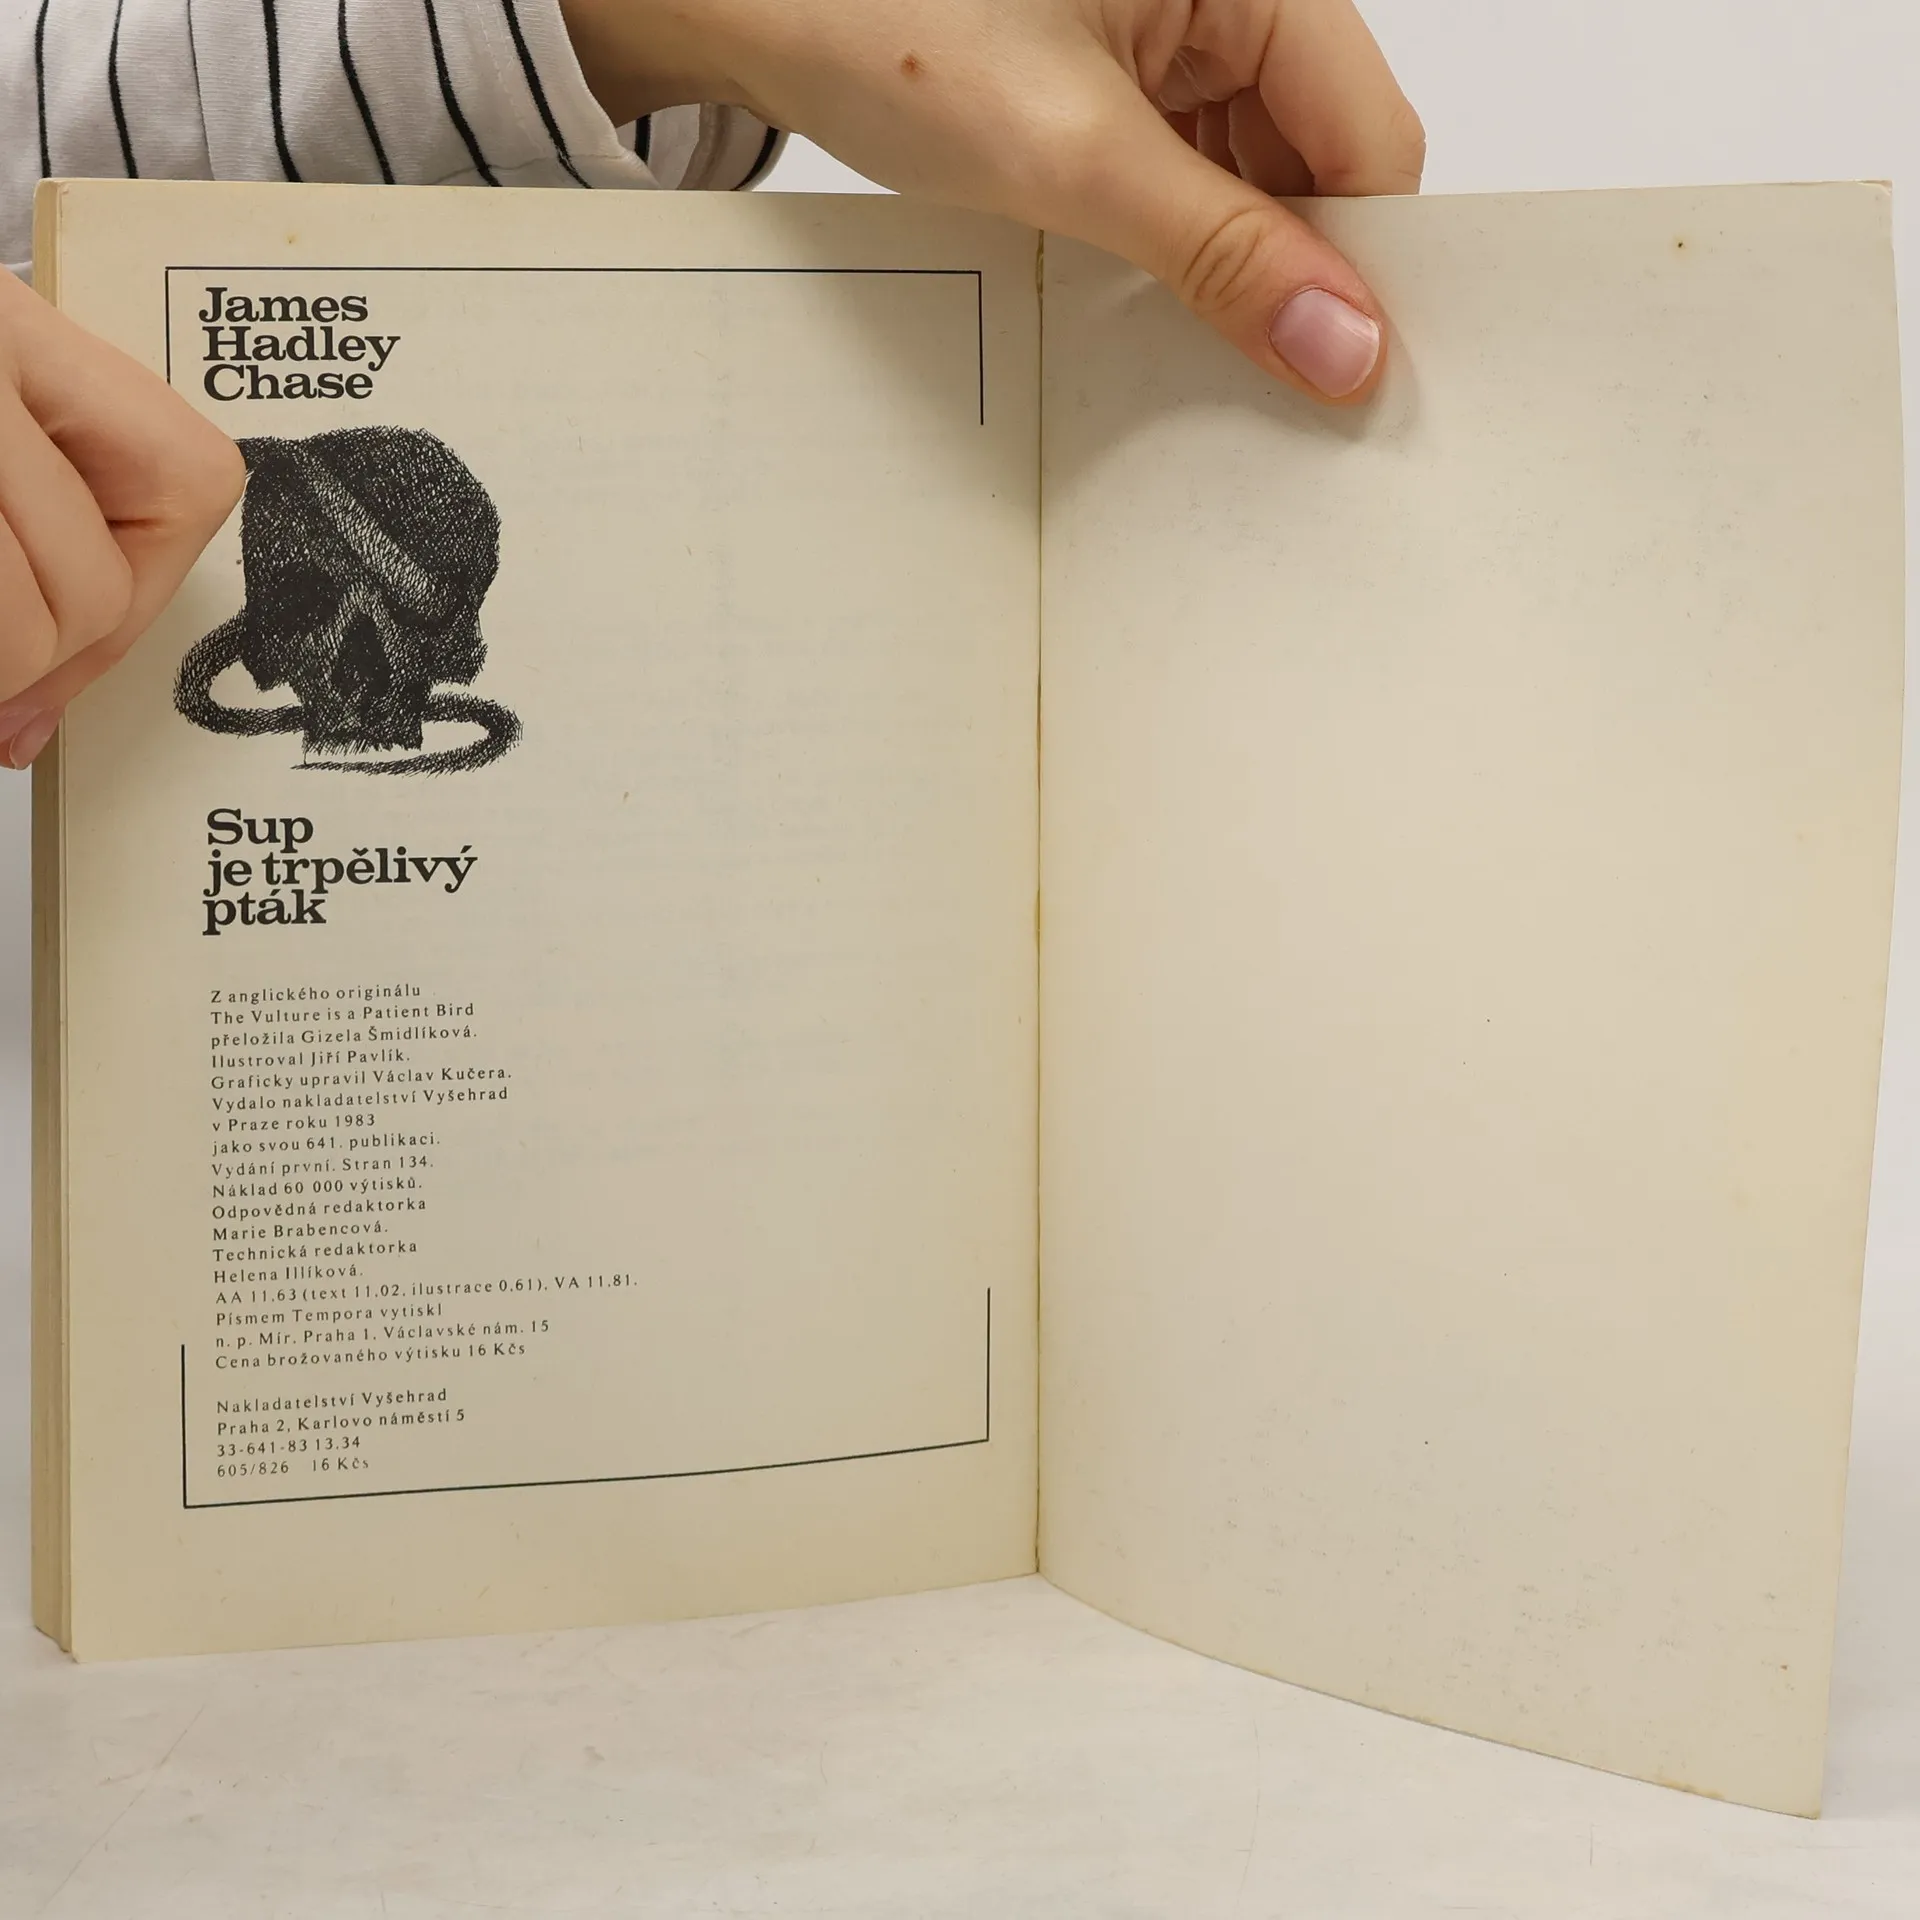 James
Hadley
Chase
Sup
je trpělivý
pták
Z anglického originálu
The Vulture is a Patient Bird
přeložila Gizela Šmidlíková.
Ilustroval Jiří Pavlík.
Graficky upravil Václav Kučera.
Vydalo nakladatelství Vyšehrad
v Praze roku 1983
jako svou 641. publikaci.
Vydání první. Stran 134.
Náklad 60 000 výtisků.
Odpovědná redaktorka
Marie Brabencová.
Technická redaktorka
Helena Illíková.
AA 11,63 (text 11,02, ilustrace 0,61), VA 11,81.
Písmem Tempora vytiskl
n. p. Mír, Praha 1, Václavské nám. 15
Cena brožovaného výtisku 16 Kčs
Nakladatelství Vyšehrad
Praha 2, Karlovo náměstí 5
33-641-83 13.34
605/826 16 Kčs